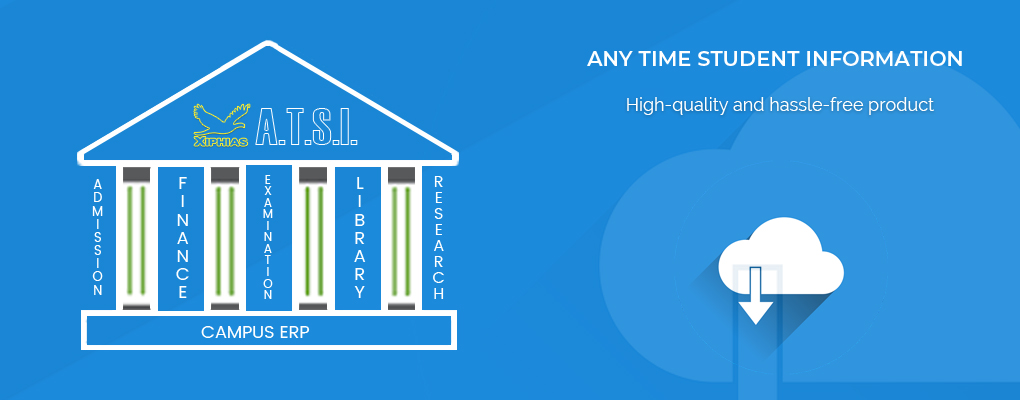 ANY TIME STUDENT INFORMATION
High-quality and hassle-free product
XIPHIAS
A.T.S.I.
ADMISSION
FINANCE
EXAMINATION
LIBRARY
RESEARCH
CAMPUS ERP